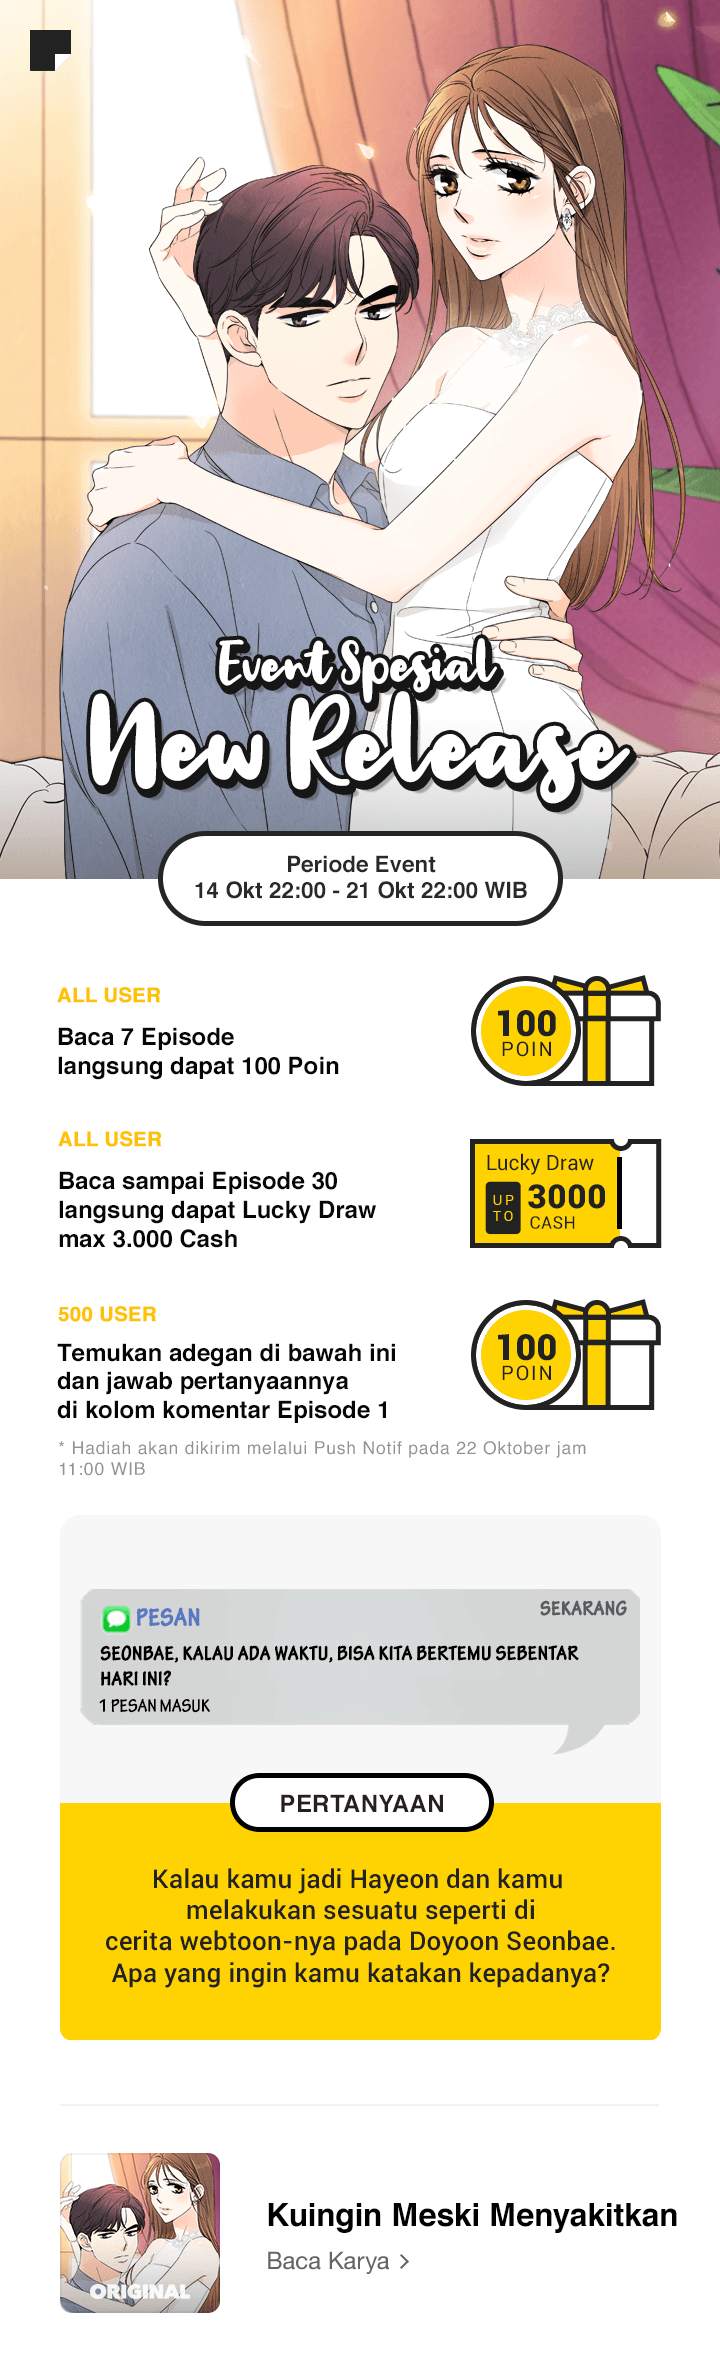 Event Spesial
New Release
Periode Event
14 Okt 22:00 - 21 Okt 22:00 WIB
ALL USER
Baca 7 Episode
langsung dapat 100 Poin
100
POIN
ALL USER
Baca sampai Episode 30
langsung dapat Lucky Draw
max 3.000 Cash
Lucky Draw
UP TO
3000
CASH
500 USER
Temukan adegan di bawah ini
dan jawab pertanyaannya
di kolom komentar Episode 1
100
POIN
* Hadiah akan dikirim melalui Push Notif pada 22 Oktober jam
11:00 WIB
PESAN
SEKARANG
SEONBAE, KALAU ADA WAKTU, BISA KITA BERTEMU SEBENTAR
HARI INI?
1 PESAN MASUK
PERTANYAAN
Kalau kamu jadi Hayeon dan kamu
melakukan sesuatu seperti di
cerita webtoon-nya pada Doyoon Seonbae.
Apa yang ingin kamu katakan kepadanya?
ORIGINAL
Kuingin Meski Menyakitkan
Baca Karya >